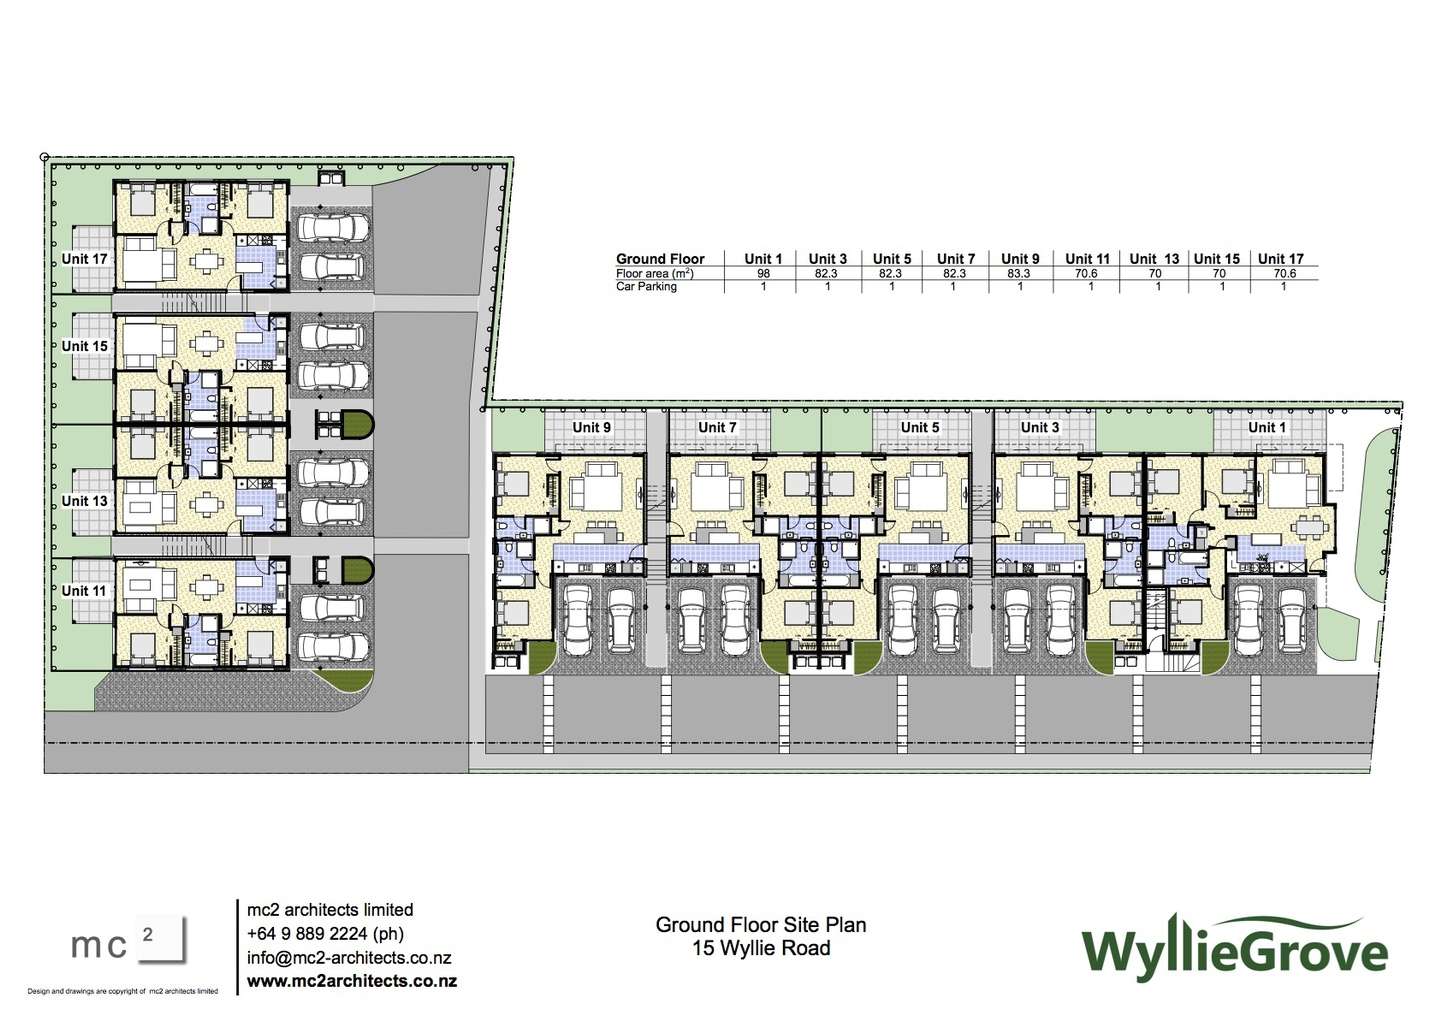 Ground Floor Unit 1 Unit 3 Unit 5 Unit 7 Unit 9 Unit 11 Unit 13 Unit 15 Unit 17
Floor area (m²) 98 82.3 82.3 82.3 83.3 70.6 70 70 70.6
Car Parking 1 1 1 1 1 1 1 1 1
Unit 17
Unit 15
Unit 13
Unit 11
Unit 9 Unit 7 Unit 5 Unit 3 Unit 1
mc2
Design and drawings are copyright of mc2 architects limited
mc2 architects limited
+64 9 889 2224 (ph)
info@mc2-architects.co.nz
www.mc2architects.co.nz
Ground Floor Site Plan
15 Wyllie Road
WyllieGrove